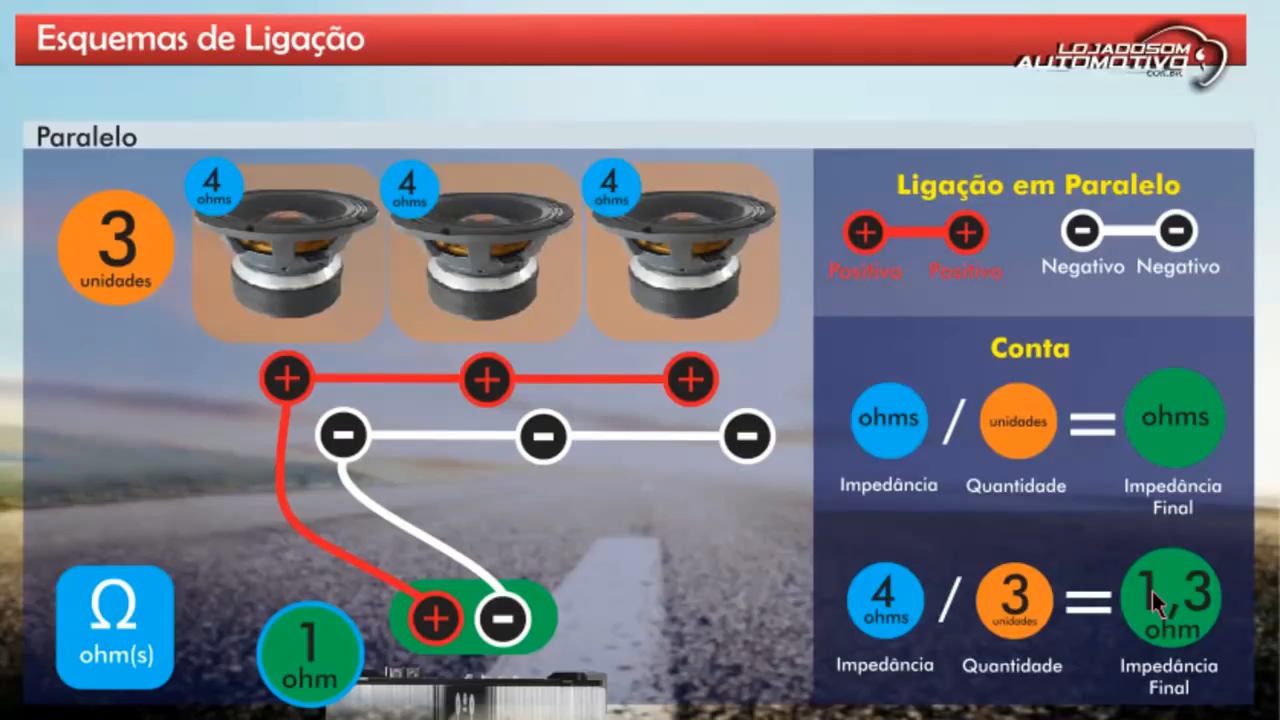 Esquemas de Ligação
LOJADOSOM
AUTOMOTIVO
.COM.BR
Paralelo
3
unidades
4
ohms
4
ohms
4
ohms
+
+
+
-
-
-
Ω
ohm(s)
1
ohm
+
-
Ligação em Paralelo
+ + - -
Positivo Positivo Negativo Negativo
Conta
ohms / unidades = ohms
Impedância Quantidade Impedância
Final
4
ohms
/
3
unidades
=
1,3
ohm
Impedância Quantidade Impedância
Final